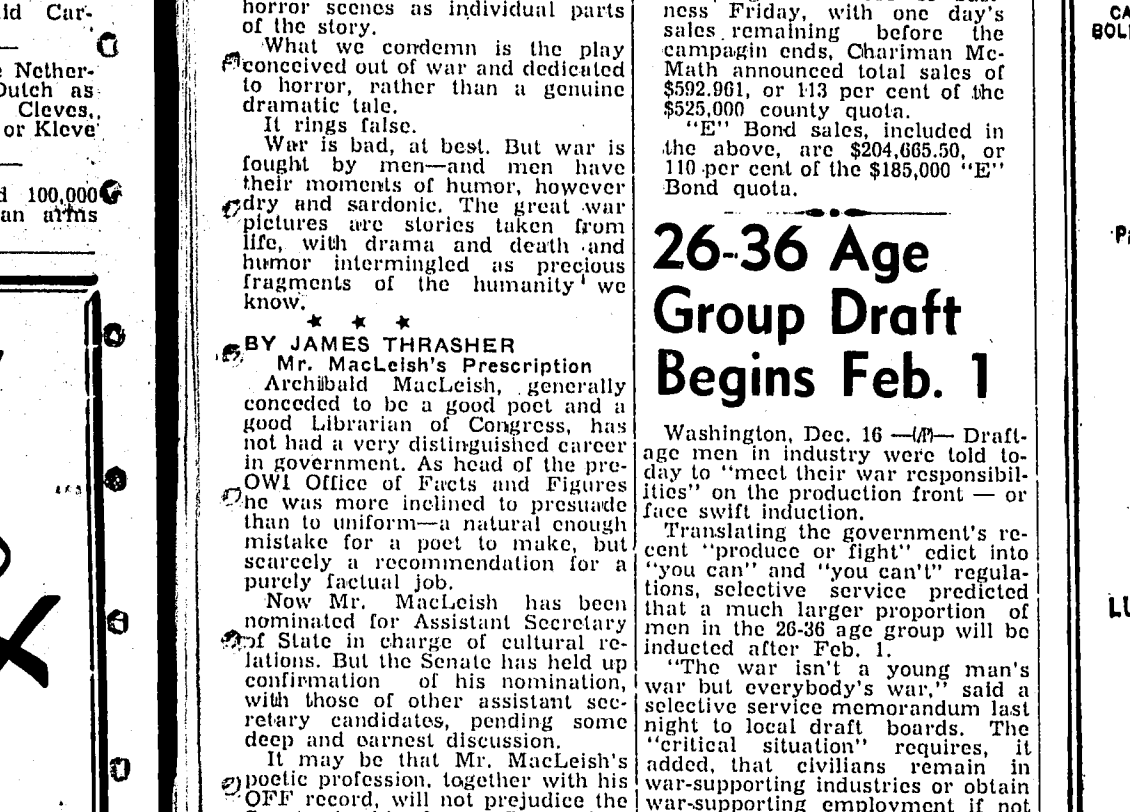 ld Car-
Nether-
Dutch as
Cleves,
or Kleve
100,000
an arms
horror scenes as individual parts
of the story.
What we condemn is the play
conceived out of war and dedicated
to horror, rather than a genuine
dramatic tale.
It rings false.
War is bad, at best. But war is
fought by men—and men have
their moments of humor, however
dry and sardonic. The great war
pictures are stories taken from
life, with drama and death and
humor intermingled as precious
fragments of the humanity we
know.
★ ★ ★
BY JAMES THRASHER
Mr. MacLeish's Prescription
Archibald MacLeish, generally
conceded to be a good poet and a
good Librarian of Congress, has
not had a very distinguished career
in government. As head of the pre-
OWI Office of Facts and Figures
he was more inclined to presuade
than to uniform—a natural enough
mistake for a poet to make, but
scarcely a recommendation for a
purely factual job.
Now Mr. MacLeish has been
nominated for Assistant Secretary
of State in charge of cultural re-
lations. But the Senate has held up
confirmation of his nomination,
with those of other assistant sec-
retary candidates, pending some
deep and earnest discussion.
It may be that Mr. MacLeish's
poetic profession, together with his
OFF record, will not prejudice the
ness Friday, with one day's
sales remaining before the
campagin ends, Chariman Mc-
Math announced total sales of
$592.961, or 113 per cent of the
$525,000 county quota.
"E" Bond sales, included in
the above, are $204,665.50, or
110 per cent of the $185,000 "E"
Bond quota.
26-36 Age
Group Draft
Begins Feb. 1
Washington, Dec. 16 —(AP)— Draft-
age men in industry were told to-
day to "meet their war responsibil-
ities" on the production front — or
face swift induction.
Translating the government's re-
cent "produce or fight" edict into
"you can" and "you can't" regula-
tions, selective service predicted
that a much larger proportion of
men in the 26-36 age group will be
inducted after Feb. 1.
"The war isn't a young man's
war but everybody's war," said a
selective service memorandum last
night to local draft boards. The
"critical situation" requires, it
added, that civilians remain in
war-supporting industries or obtain
war-supporting employment if not
CA
BOL
P
LU